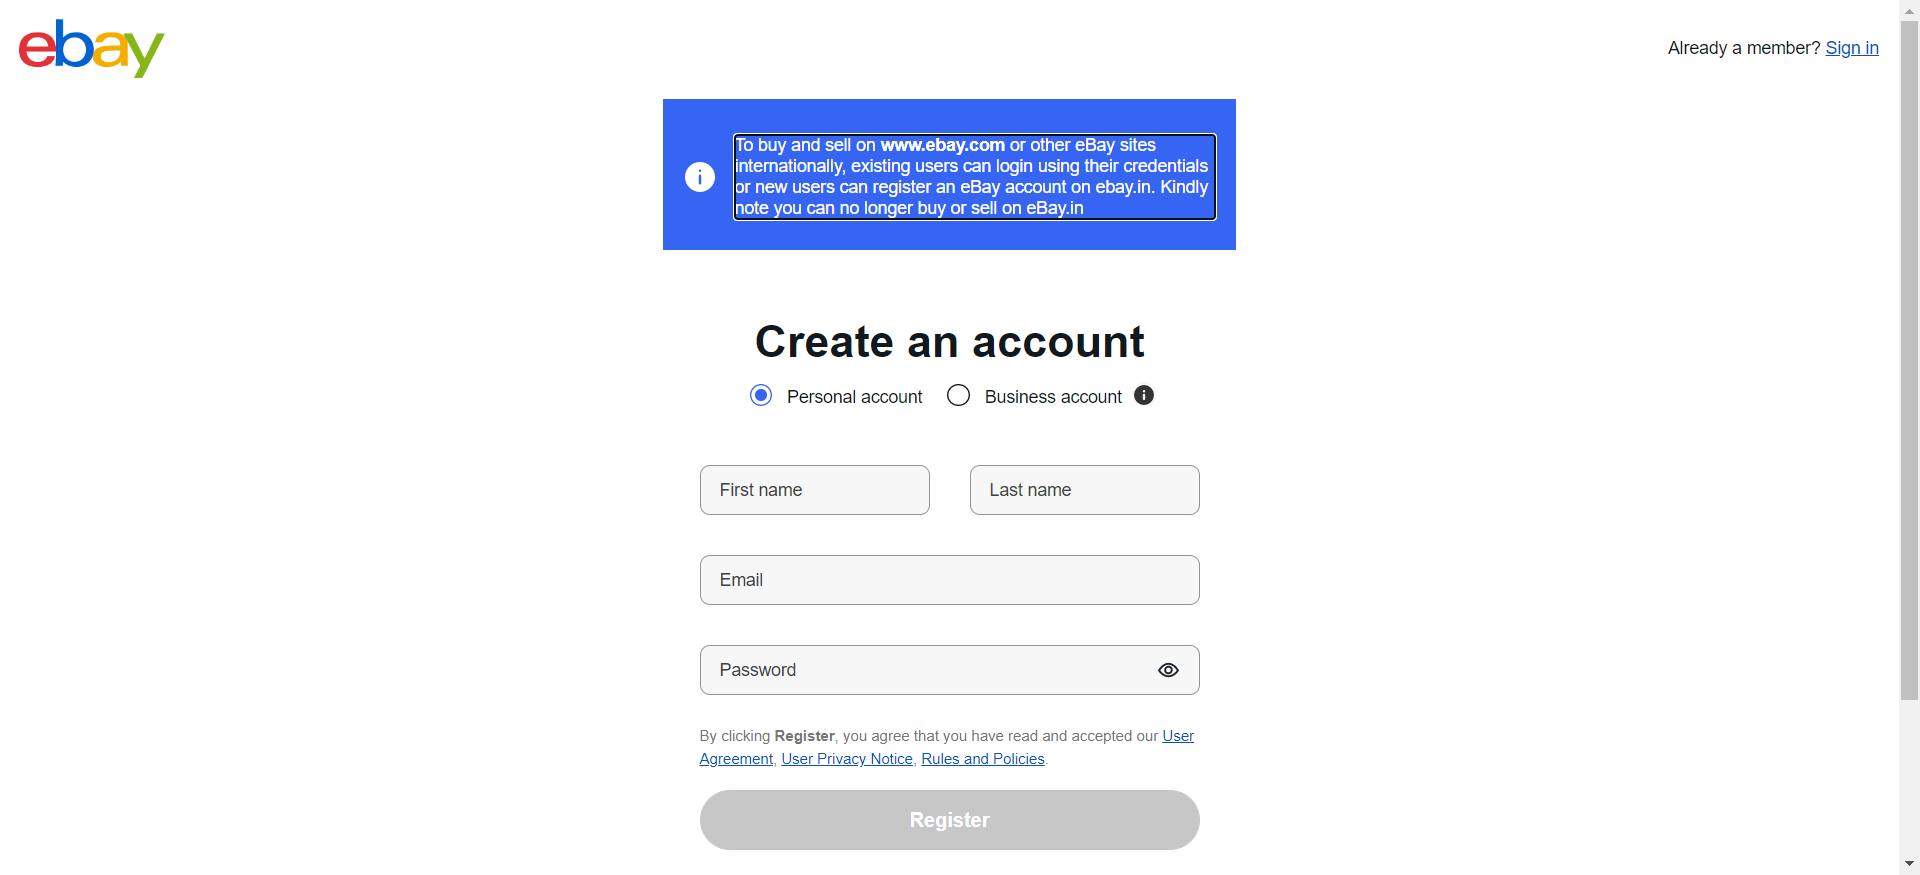 ebay
Already a member? Sign in
To buy and sell on www.ebay.com or other eBay sites
internationally, existing users can login using their credentials
or new users can register an eBay account on ebay.in. Kindly
note you can no longer buy or sell on eBay.in
Create an account
Personal account Business account
First name Last name
Email
Password
By clicking Register, you agree that you have read and accepted our User
Agreement, User Privacy Notice, Rules and Policies.
Register